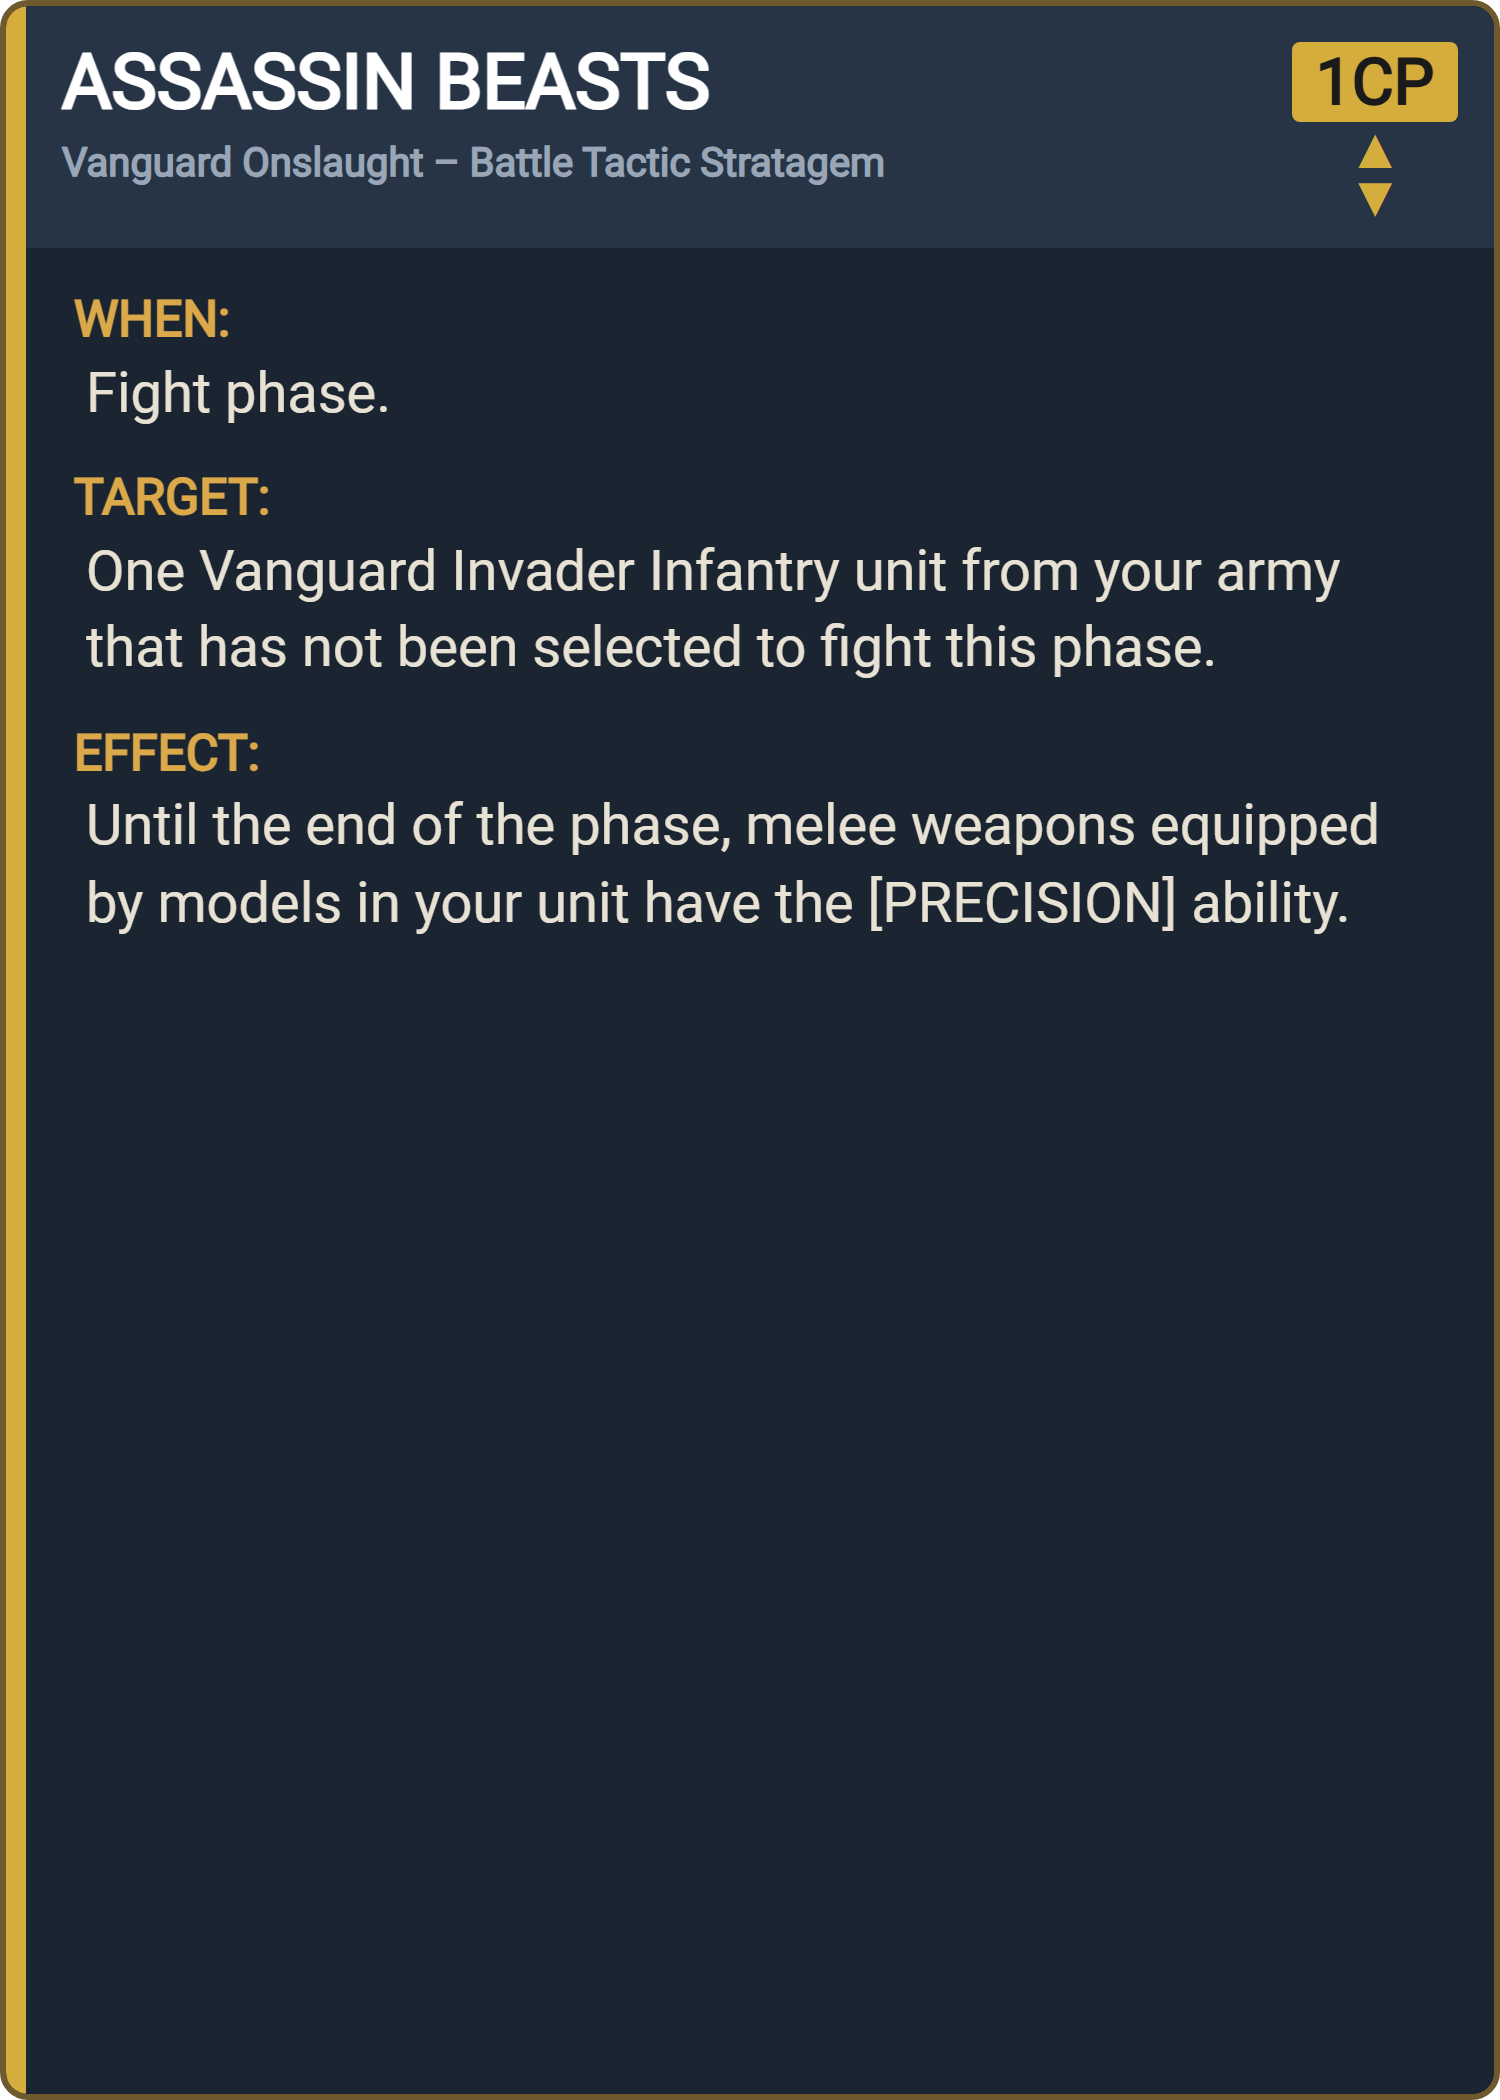 ASSASSIN BEASTS
1CP
Vanguard Onslaught – Battle Tactic Stratagem
▲
▼
WHEN:
Fight phase.
TARGET:
One Vanguard Invader Infantry unit from your army
that has not been selected to fight this phase.
EFFECT:
Until the end of the phase, melee weapons equipped
by models in your unit have the [PRECISION] ability.